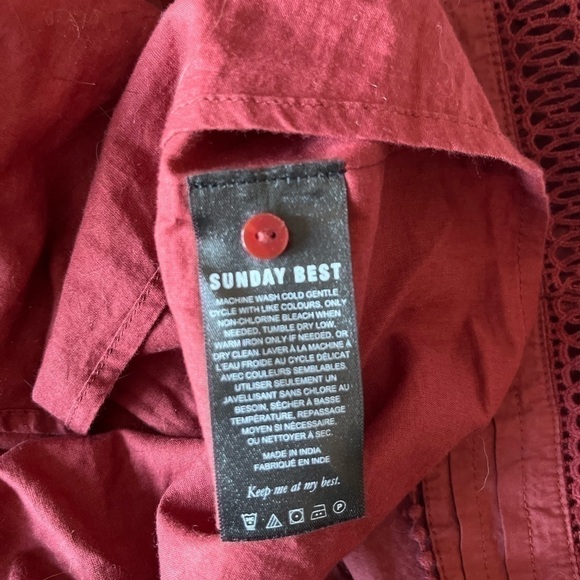 SUNDAY BEST
MACHINE WASH COLD GENTLE
CYCLE WITH LIKE COLOURS. ONLY
NON-CHLORINE BLEACH WHEN
NEEDED, TUMBLE DRY LOW.
WARM IRON ONLY IF NEEDED. OR
DRY CLEAN. LAVER À LA MACHINE À
L'EAU FROIDE AU CYCLE DÉLICAT
AVEC COULEURS SEMBLABLES.
UTILISER SEULEMENT UN
JAVELLISANT SANS CHLORE AU
BESOIN, SÉCHER À BASSE
TEMPÉRATURE, REPASSAGE
MOYEN SI NÉCESSAIRE.
OU NETTOYER À SEC.
MADE IN INDIA
FABRIQUÉ EN INDE
Keep me at my best.
P